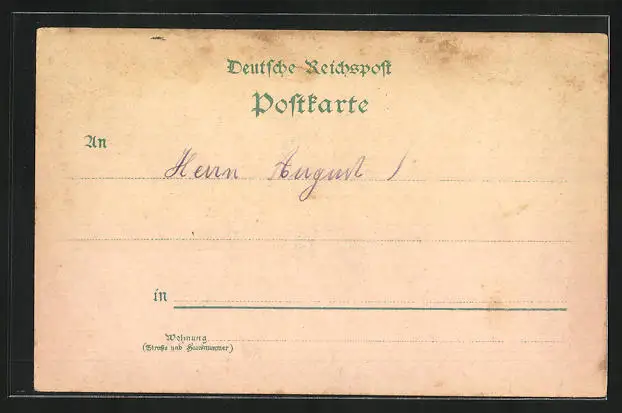 Deutsche Reichspost
Postkarte
An
Herrn August
in
Wohnung
(Straße und Hausnummer)